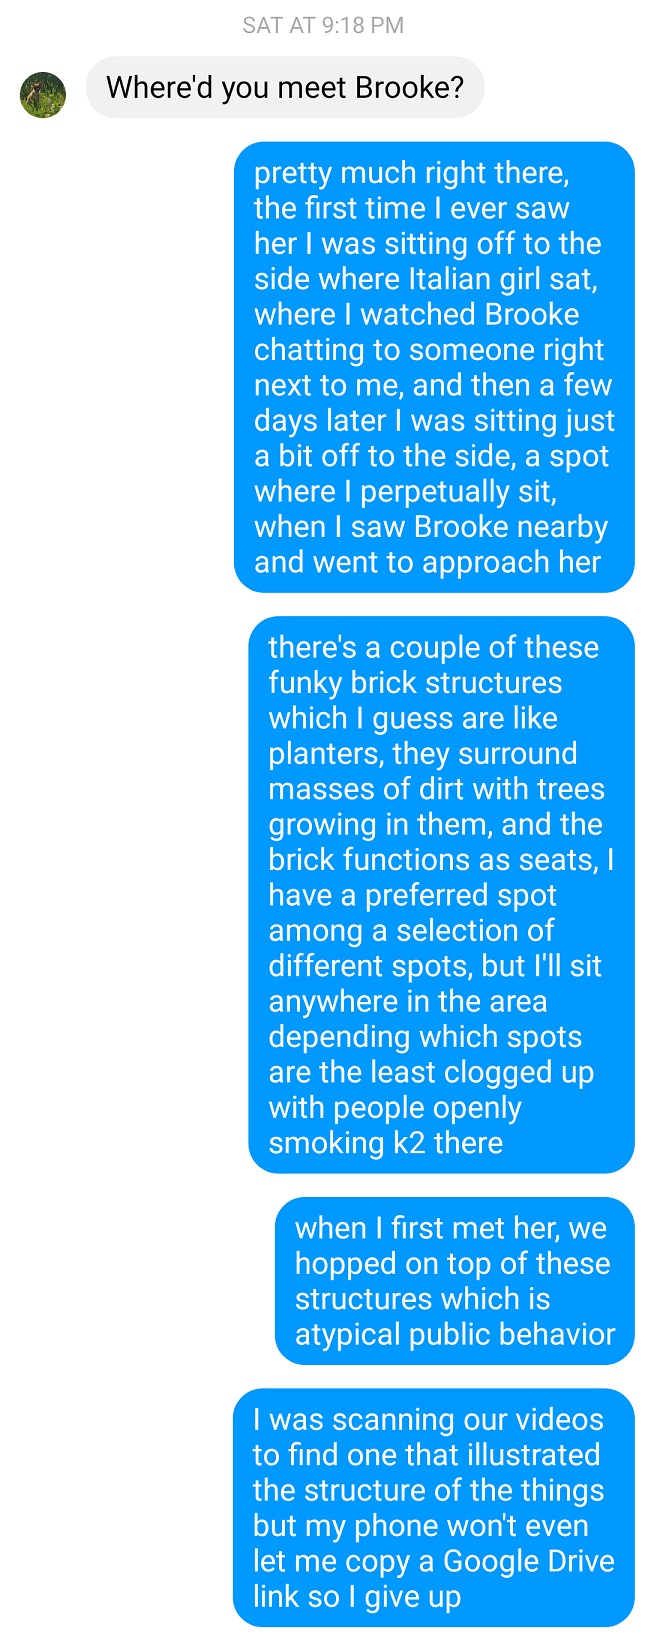 SAT AT 9:18 PM
Where'd you meet Brooke?
pretty much right there,
the first time I ever saw
her I was sitting off to the
side where Italian girl sat,
where I watched Brooke
chatting to someone right
next to me, and then a few
days later I was sitting just
a bit off to the side, a spot
where I perpetually sit,
when I saw Brooke nearby
and went to approach her
there's a couple of these
funky brick structures
which I guess are like
planters, they surround
masses of dirt with trees
growing in them, and the
brick functions as seats, I
have a preferred spot
among a selection of
different spots, but I'll sit
anywhere in the area
depending which spots
are the least clogged up
with people openly
smoking k2 there
when I first met her, we
hopped on top of these
structures which is
atypical public behavior
I was scanning our videos
to find one that illustrated
the structure of the things
but my phone won't even
let me copy a Google Drive
link so I give up